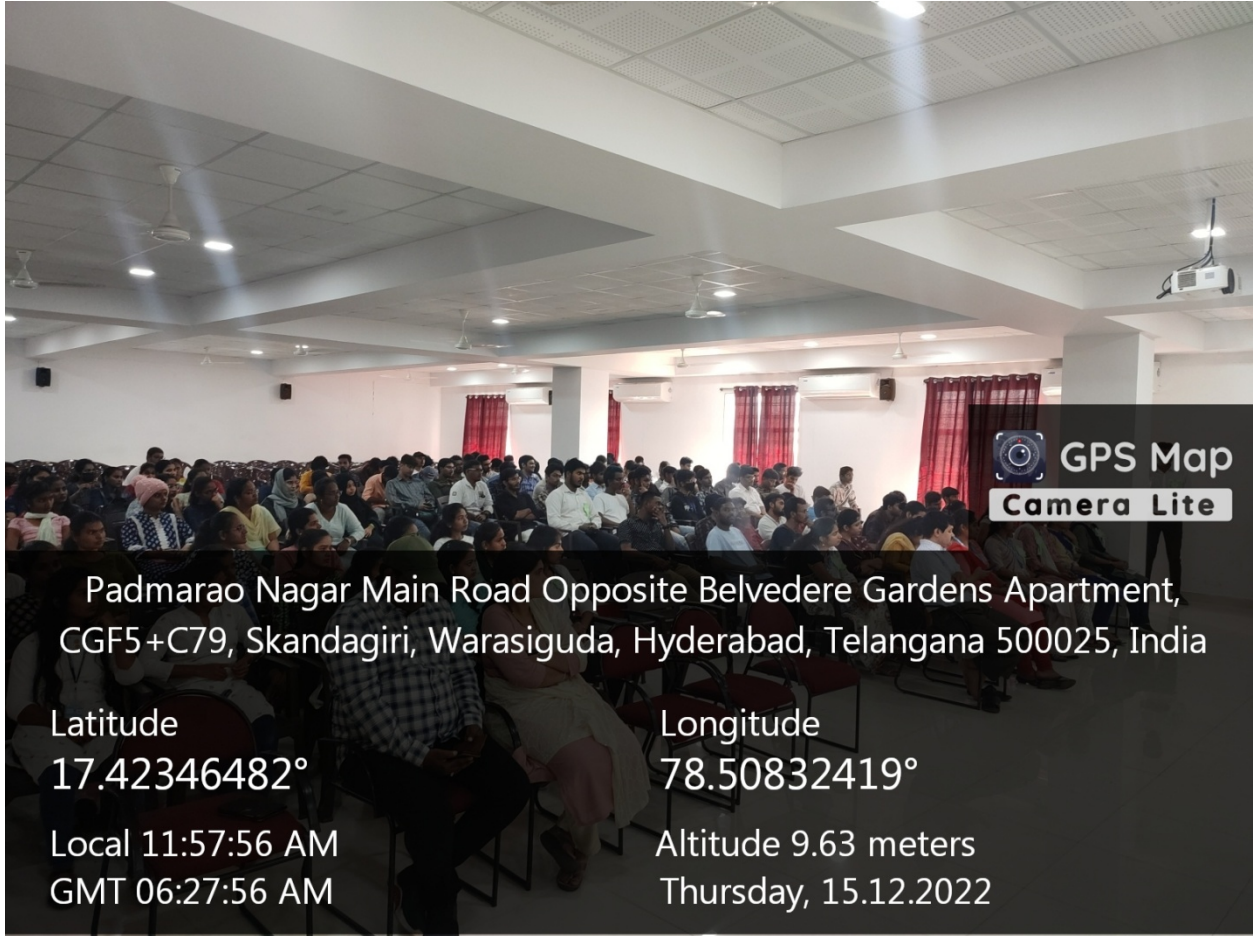 GPS Map
Camera Lite
Padmarao Nagar Main Road Opposite Belvedere Gardens Apartment,
CGF5+C79, Skandagiri, Warasiguda, Hyderabad, Telangana 500025, India
Latitude
17.42346482°
Longitude
78.50832419°
Local 11:57:56 AM
GMT 06:27:56 AM
Altitude 9.63 meters
Thursday, 15.12.2022